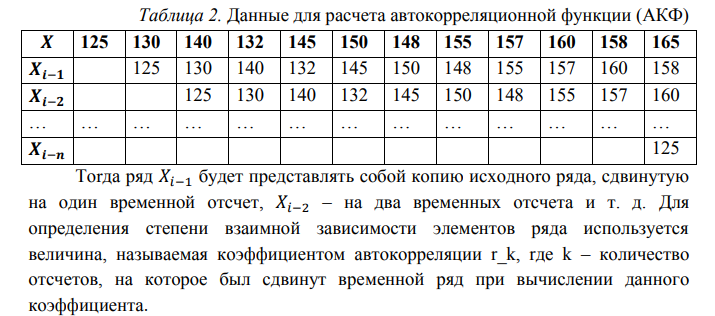 Таблица 2. Данные для расчета автокорреляционной функции (АКФ)
X 125 130 140 132 145 150 148 155 157 160 158 165
X_{i−1} 125 130 140 132 145 150 148 155 157 160 158
X_{i−2} 125 130 140 132 145 150 148 155 157 160
… … … … … … … … … … … … …
X_{i−n} 125
Тогда ряд X_{i−1} будет представлять собой копию исходного ряда, сдвинутую
на один временной отсчет, X_{i−2} – на два временных отсчета и т. д. Для
определения степени взаимной зависимости элементов ряда используется
величина, называемая коэффициентом автокорреляции r_k, где k – количество
отсчетов, на которое был сдвинут временной ряд при вычислении данного
коэффициента.